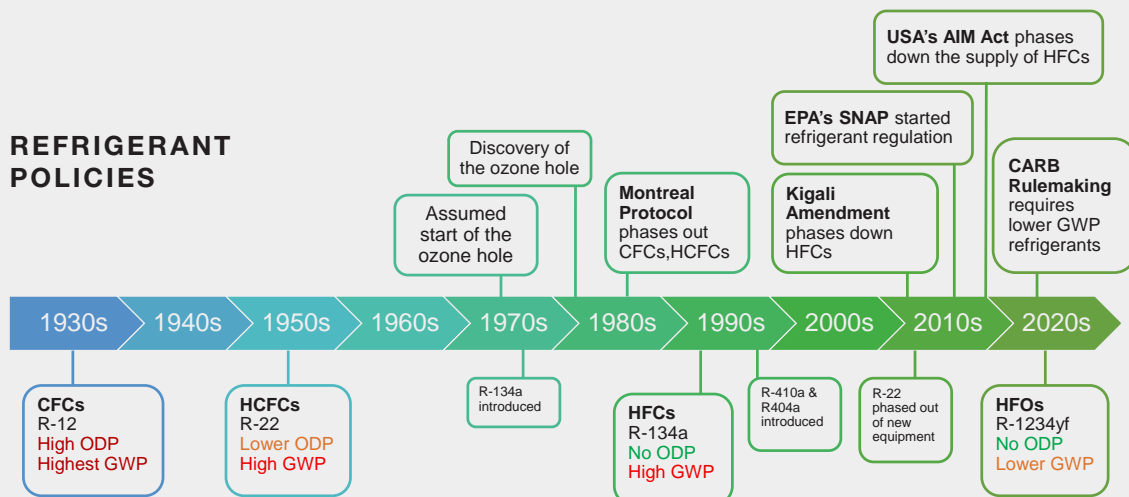 REFRIGERANT
POLICIES
Assumed
start of the
ozone hole
Discovery of
the ozone hole
Montreal
Protocol
phases out
CFCs,HCFCs
Kigali
Amendment
phases down
HFCs
EPA's SNAP started
refrigerant regulation
USA's AIM Act phases
down the supply of HFCs
CARB
Rulemaking
requires
lower GWP
refrigerants
1930s
1940s
1950s
1960s
1970s
1980s
1990s
2000s
2010s
2020s
CFCs
R-12
High ODP
Highest GWP
HCFCs
R-22
Lower ODP
High GWP
R-134a
introduced
HFCs
R-134a
No ODP
High GWP
R-410a &
R404a
introduced
R-22
phased out
of new
equipment
HFOs
R-1234yf
No ODP
Lower GWP